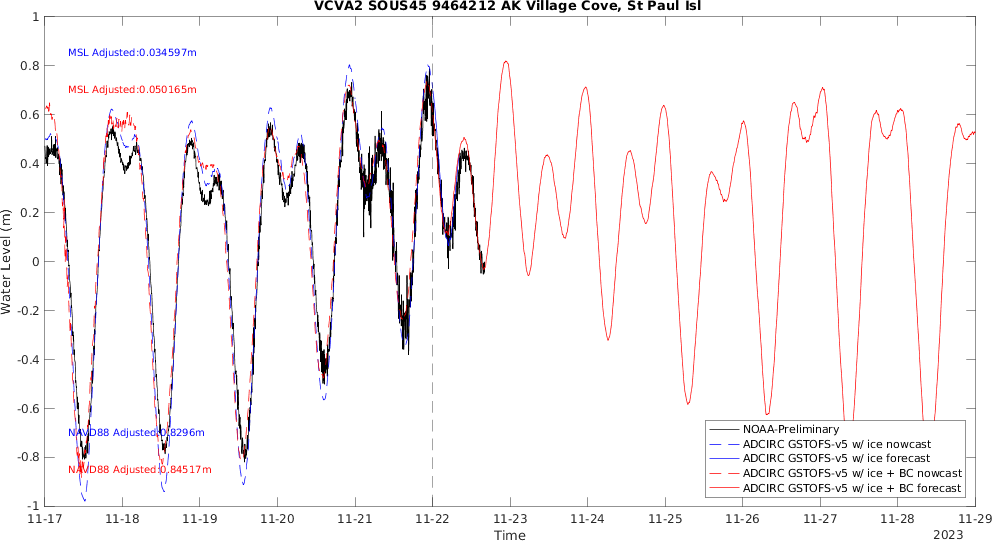 VCVA2 SOUS45 9464212 AK Village Cove, St Paul Isl
1
0.8
0.6
0.4
0.2
0
-0.2
-0.4
-0.6
-0.8
-1
Water Level (m)
MSL Adjusted:0.034597m
MSL Adjusted:0.050165m
NAVD88 Adjusted:0.8296m
NAVD88 Adjusted:0.84517m
NOAA-Preliminary
ADCIRC GSTOFS-v5 w/ ice nowcast
ADCIRC GSTOFS-v5 w/ ice forecast
ADCIRC GSTOFS-v5 w/ ice + BC nowcast
ADCIRC GSTOFS-v5 w/ ice + BC forecast
11-17 11-18 11-19 11-20 11-21 11-22 11-23 11-24 11-25 11-26 11-27 11-28 11-29
Time
2023